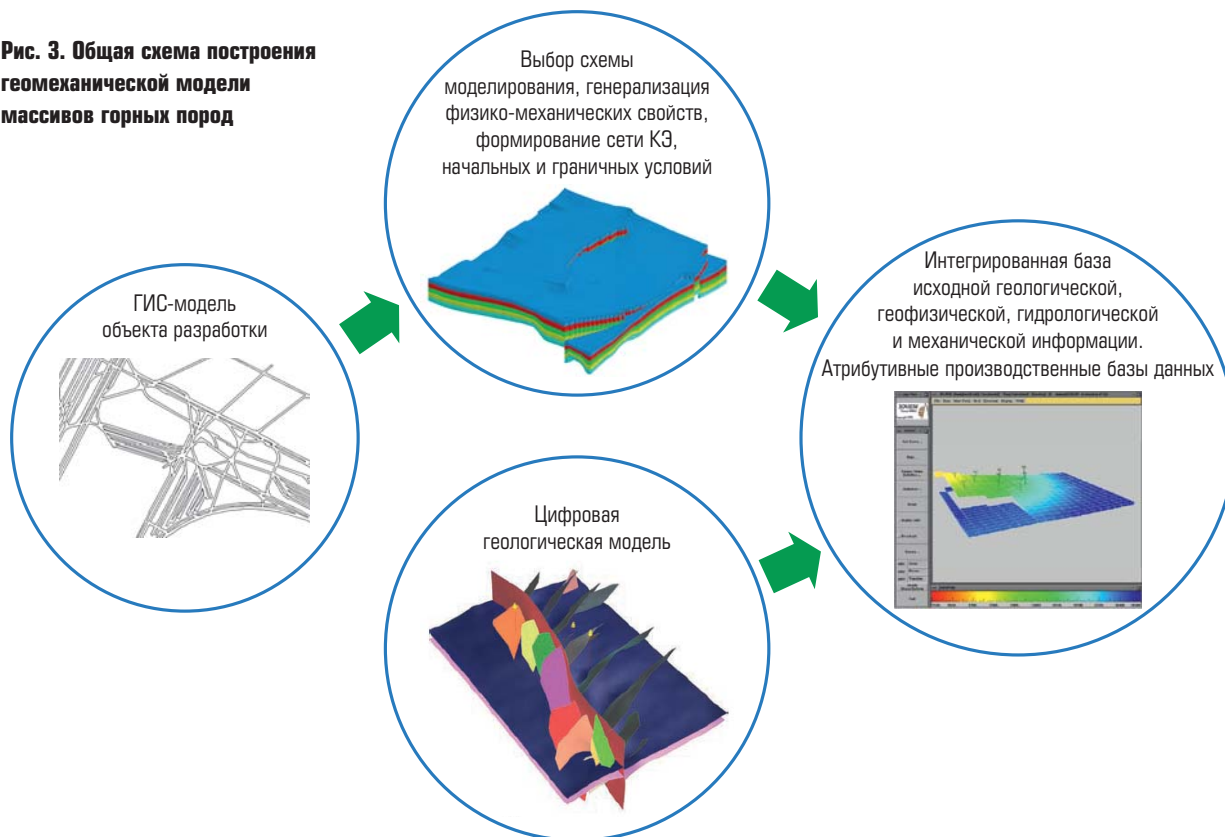 Рис. 3. Общая схема построения
геомеханической модели
массивов горных пород
Выбор схемы
моделирования, генерализация
физико-механических свойств,
формирование сети КЭ,
начальных и граничных условий
ГИС-модель
объекта разработки
Интегрированная база
исходной геологической,
геофизической, гидрологической
и механической информации.
Атрибутивные производственные базы данных
Цифровая
геологическая модель